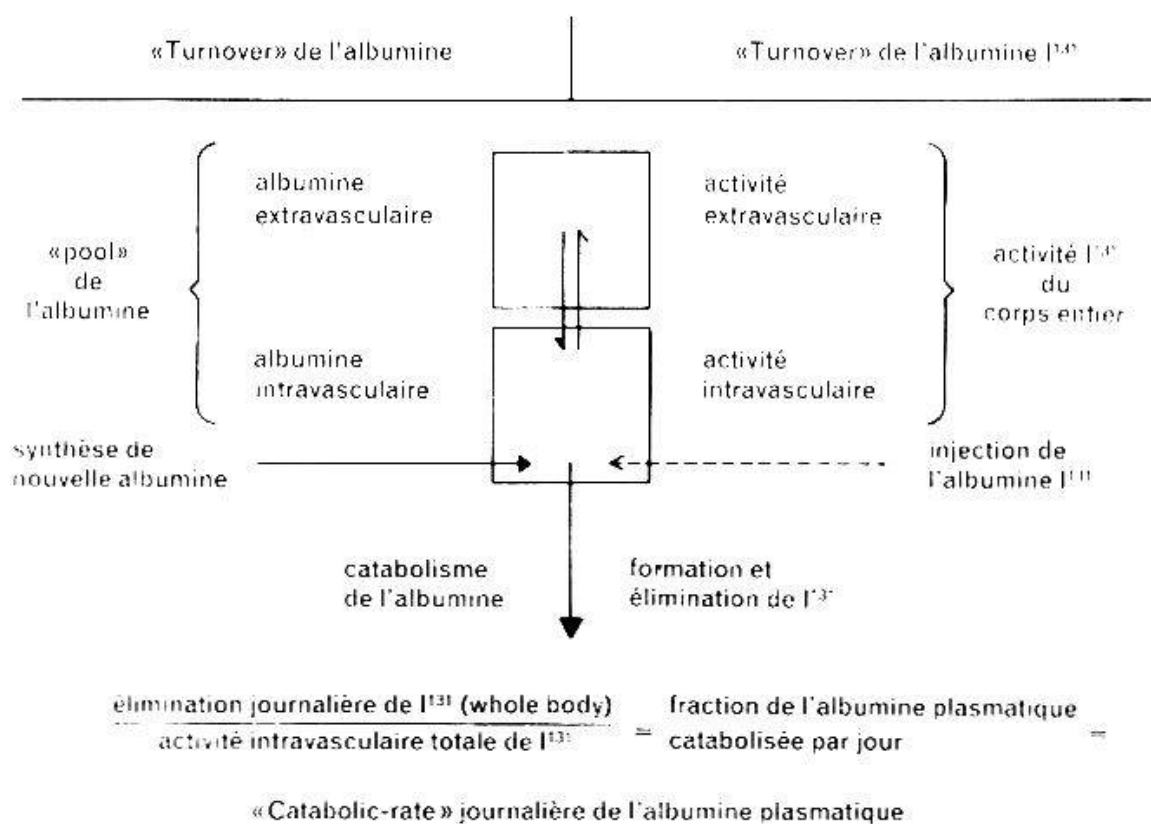 «Turnover» de l'albumine
«Turnover» de l'albumine I¹³¹
albumine
extravasculaire
activité
extravasculaire
«pool»
de
l'albumine
activité I¹³¹
du
corps entier
albumine
intravasculaire
activité
intravasculaire
synthèse de
nouvelle albumine
injection de
l'albumine I¹³¹
catabolisme
de l'albumine
formation et
élimination de I¹³¹
élimination journalière de I¹³¹ (whole body)
activité intravasculaire totale de I¹³¹
=
fraction de l'albumine plasmatique
catabolisée par jour
=
«Catabolic-rate» journalière de l'albumine plasmatique